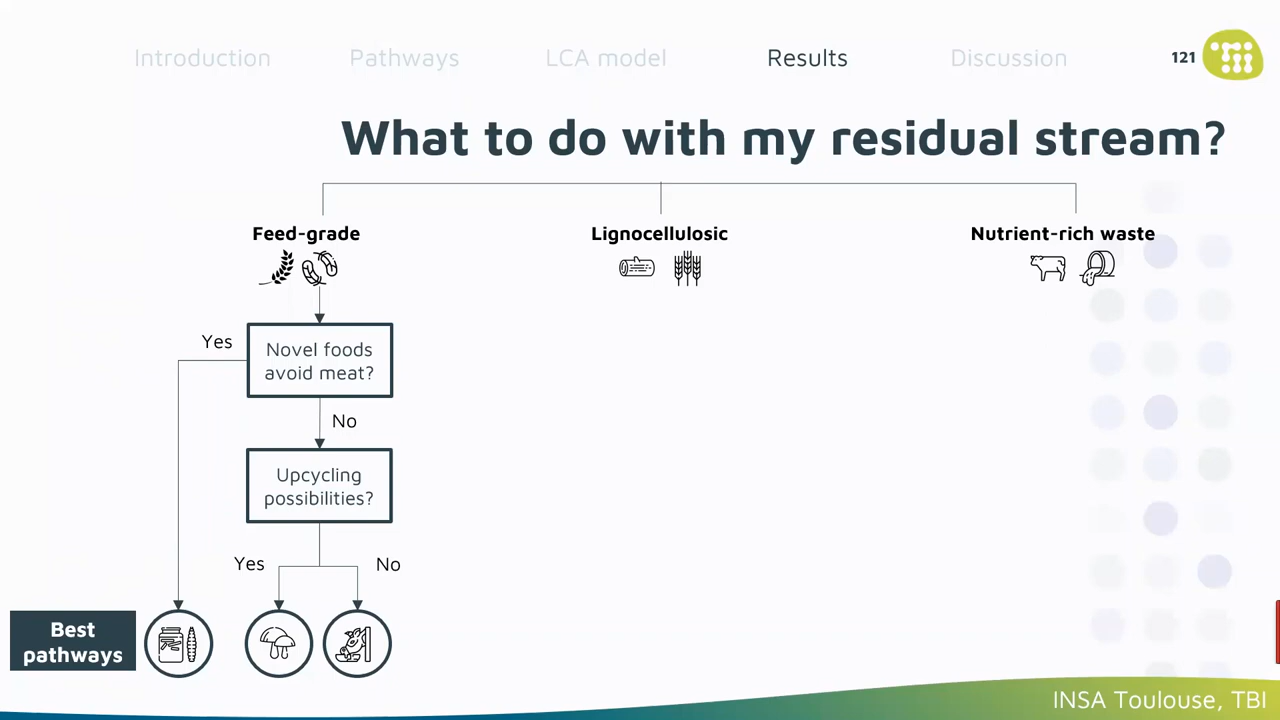 Introduction
Pathways
LCA model
Results
Discussion
121
What to do with my residual stream?
Feed-grade
Lignocellulosic
Nutrient-rich waste
Yes
Novel foods
avoid meat?
No
Upcycling
possibilities?
Yes
No
Best
pathways
INSA Toulouse, TBI